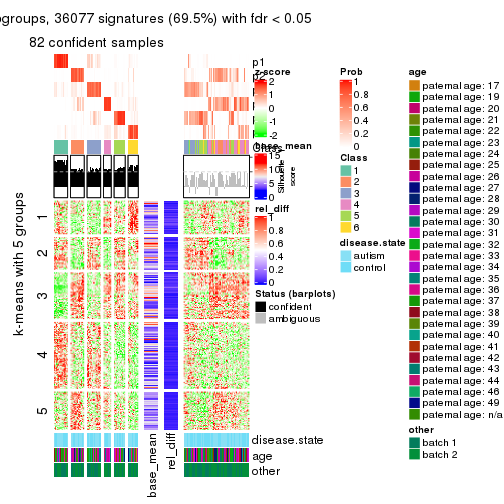 ogroups, 36077 signatures (69.5%) with fdr < 0.05
82 confident samples
p1
z-score
2
1
0
-1
-2
Class
base_mean
15
10
5
0
Silhouette
score
1
0.5
0
rel_diff
1
0.8
0.6
0.4
0.2
0
Status (barplots)
confident
ambiguous
Prob
1
0.8
0.6
0.4
0.2
0
Class
1
2
3
4
5
6
disease.state
autism
control
age
paternal age: 17
paternal age: 19
paternal age: 20
paternal age: 21
paternal age: 22
paternal age: 23
paternal age: 24
paternal age: 25
paternal age: 26
paternal age: 27
paternal age: 28
paternal age: 29
paternal age: 30
paternal age: 31
paternal age: 32
paternal age: 33
paternal age: 34
paternal age: 35
paternal age: 36
paternal age: 37
paternal age: 38
paternal age: 39
paternal age: 40
paternal age: 41
paternal age: 42
paternal age: 43
paternal age: 44
paternal age: 46
paternal age: 49
paternal age: n/a
other
batch 1
batch 2
k-means with 5 groups
1
2
3
4
5
disease.state
age
other
base_mean
rel_diff